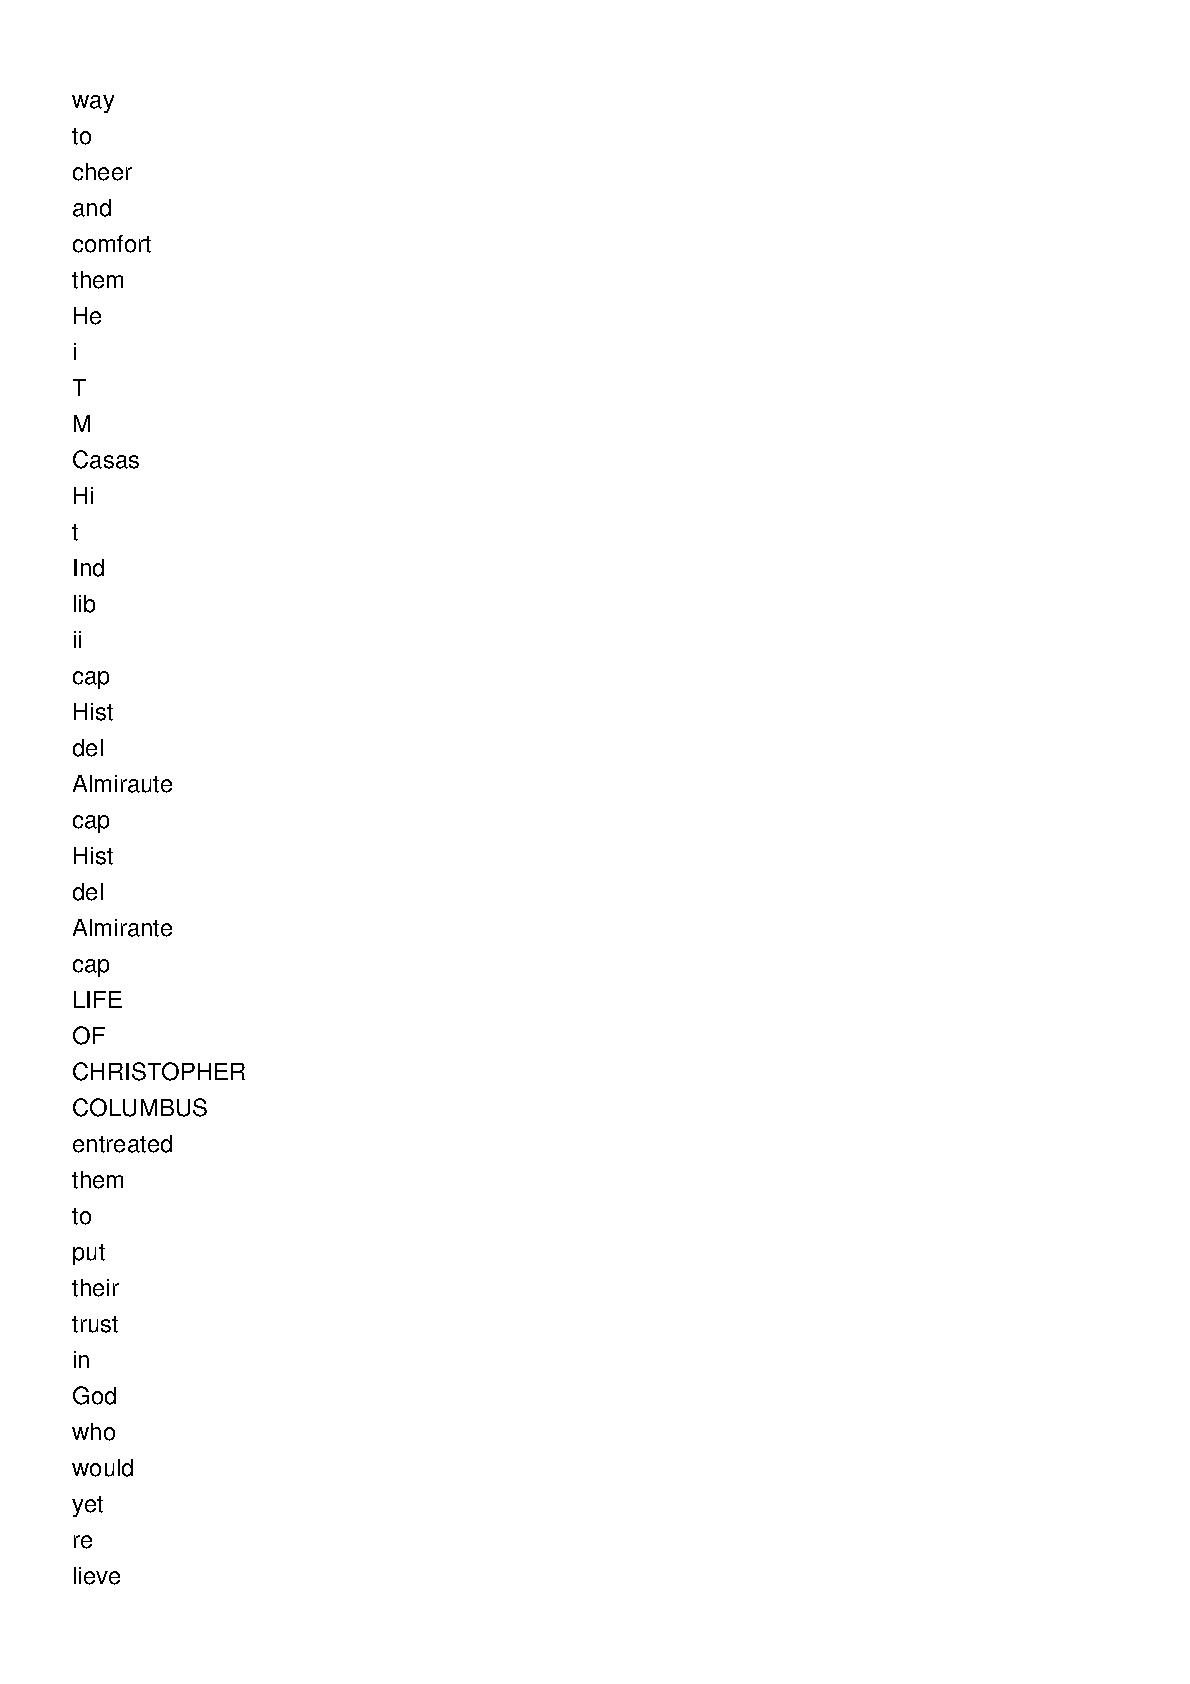 way
to
cheer
and
comfort
them
He
i
T
M
Casas
Hi
t
Ind
lib
ii
cap
Hist
del
Almiraute
cap
Hist
del
Almirante
cap
LIFE
OF
CHRISTOPHER
COLUMBUS
entreated
them
to
put
their
trust
in
God
who
would
yet
re
lieve